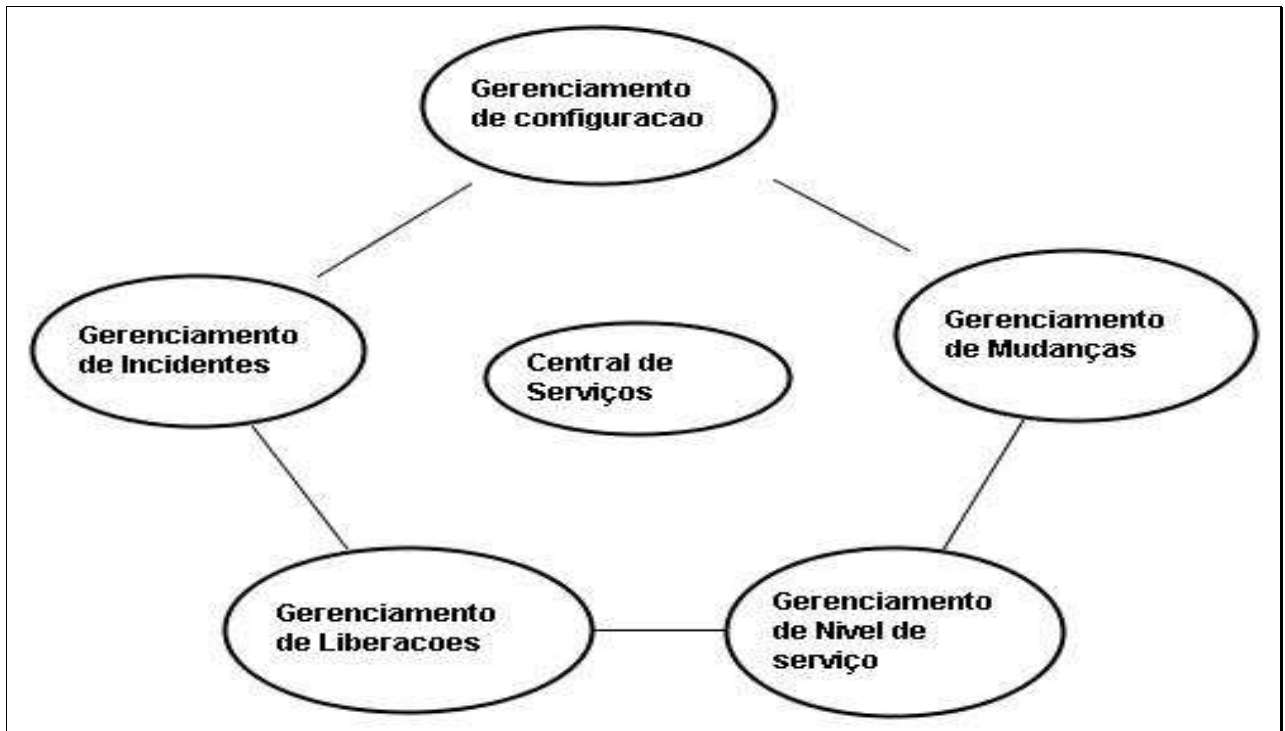 Gerenciamento
de configuracao
Gerenciamento
de Incidentes
Central de
Serviços
Gerenciamento
de Mudanças
Gerenciamento
de Liberacoes
Gerenciamento
de Nivel de
serviço